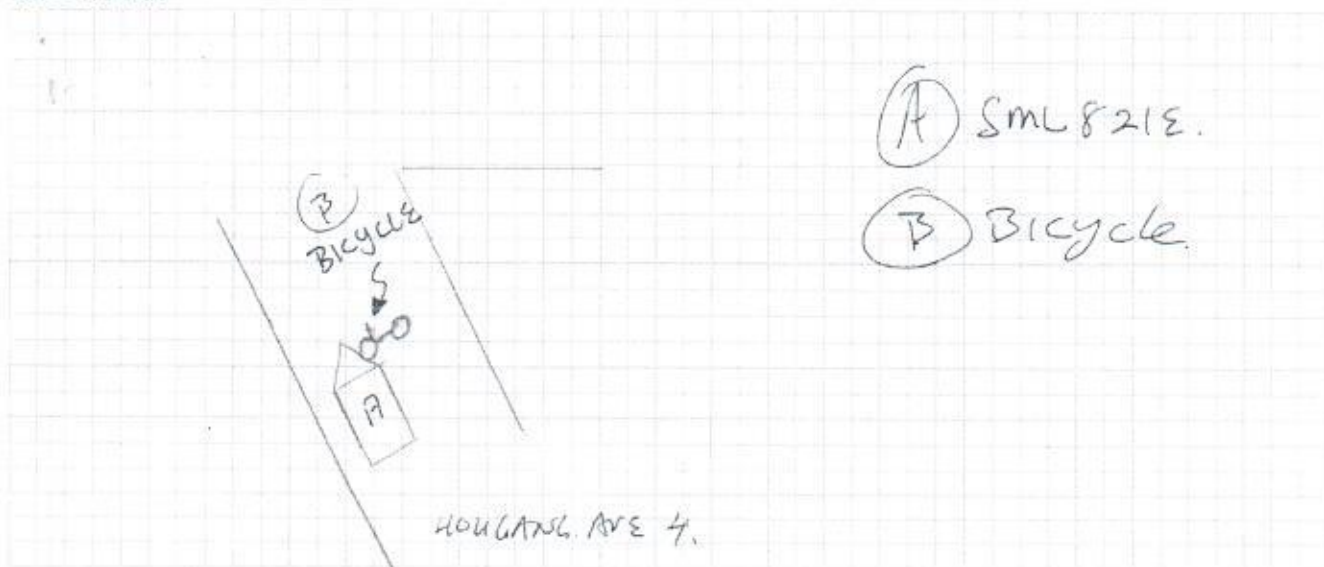 A SML 821E.
B Bicycle.
B
BICYCLE
A
HOUGANG AVE 4.